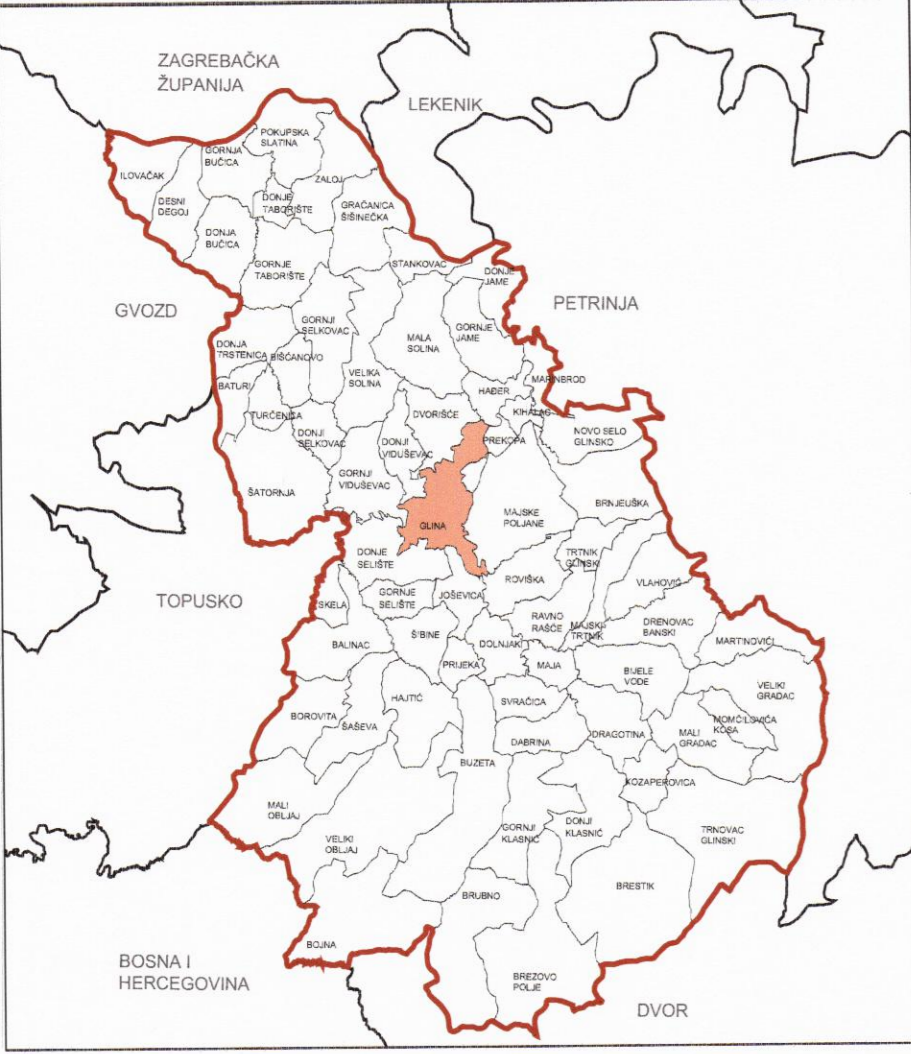 ZAGREBAČKA
ŽUPANIJA
LEKENIK
POKUPSKA
SLATINA
GORNJA
BUČICA
ILOVAČAK
ZALOJ
DESNI
DEGOJ
DONJE
TABORIŠTE
GRAČANICA
ŠIŠINEČKA
DONJA
BUČICA
GORNJE
TABORIŠTE
STANKOVAC
DONJE
JAME
GVOZD
PETRINJA
GORNJI
SELKOVAC
MALA
SOLINA
GORNJE
JAME
DONJA
TRSTENICA
BIŠĆANOVO
VELIKA
SOLINA
BATURI
HAĐER
MARINBROD
TURČENICA
DVORIŠĆE
KIHALAC
NOVO SELO
GLINSKO
DONJI
SELKOVAC
DONJI
VIDUŠEVAC
PREKOPA
GORNJI
VIDUŠEVAC
ŠATORNJA
BRNJEUŠKA
MAJSKE
POLJANE
GLINA
DONJE
SELIŠTE
TRTNIK
GLINSKI
ROVIŠKA
VLAHOVIĆ
TOPUSKO
SKELA
GORNJE
SELIŠTE
JOŠEVICA
RAVNO
RAŠĆE
MAJSKI
TRTNIK
DRENOVAC
BANSKI
MARTINOVIĆI
BALINAC
ŠIBINE
DOLNJAKI
PRIJEKA
MAJA
BIJELE
VODE
VELIKI
GRADAC
HAJTIĆ
SVRAČICA
BOROVITA
ŠAŠEVA
MOMČILOVIĆA
KOSA
DRAGOTINA
MALI
GRADAC
DABRINA
BUZETA
KOZAPEROVICA
MALI
OBLJAJ
GORNJI
KLASNIĆ
DONJI
KLASNIĆ
TRNOVAC
GLINSKI
VELIKI
OBLJAJ
BRESTIK
BRUBNO
BOJNA
BOSNA I
HERCEGOVINA
BREZOVO
POLJE
DVOR